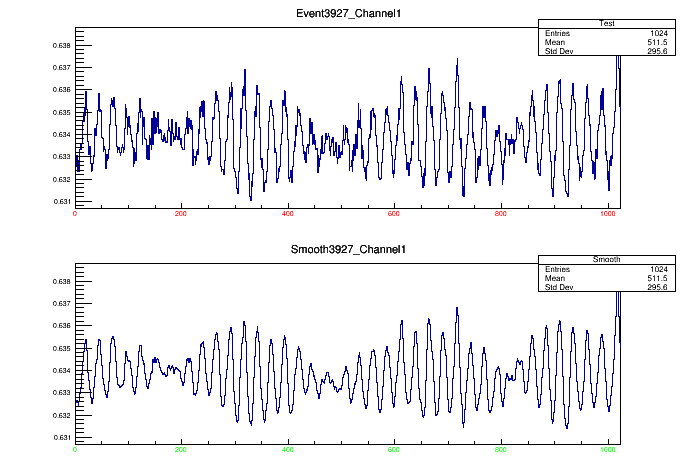 Event3927_Channel1
Test
Entries 1024
Mean 511.5
Std Dev 295.6
0.638
0.637
0.636
0.635
0.634
0.633
0.632
0.631
0 200 400 600 800 1000
Smooth3927_Channel1
Smooth
Entries 1024
Mean 511.5
Std Dev 295.6
0.638
0.637
0.636
0.635
0.634
0.633
0.632
0.631
0 200 400 600 800 1000